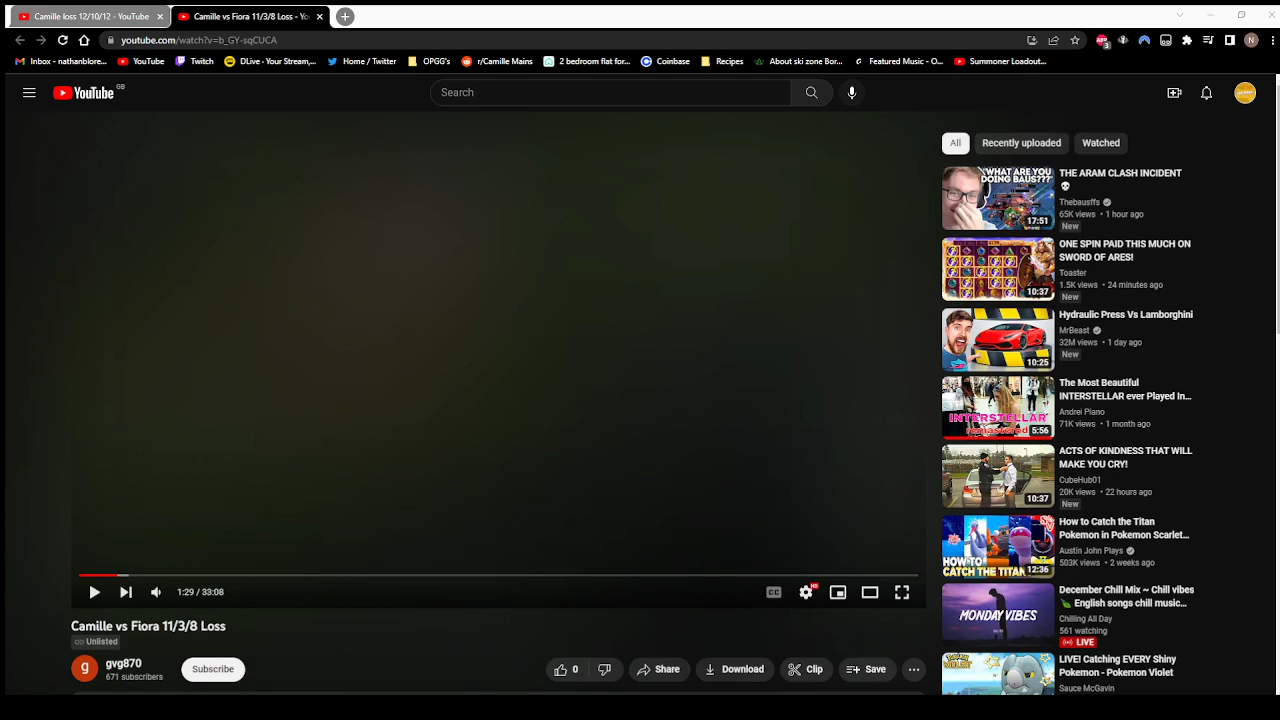 Camille loss 12/10/12 - YouTube
Camille vs Fiora 11/3/8 Loss - Yo
youtube.com/watch?v=b_GY-sqCUCA
3
N
Inbox - nathanblore...
YouTube
Twitch
DLive · Your Stream,...
Home / Twitter
OPGG's
r/Camille Mains
2 bedroom flat for...
Coinbase
Recipes
About ski zone Bor...
Featured Music - O...
Summoner Loadout...
YouTube GB
Search
All
Recently uploaded
Watched
"WHAT ARE YOU DOING BAUS???"
17:51
THE ARAM CLASH INCIDENT
Thebausffs
65K views • 1 hour ago
New
10:37
ONE SPIN PAID THIS MUCH ON
SWORD OF ARES!
Toaster
1.5K views • 24 minutes ago
New
10:25
Hydraulic Press Vs Lamborghini
MrBeast
32M views • 1 day ago
New
INTERSTELLAR
remastered
5:56
The Most Beautiful
INTERSTELLAR ever Played In...
Andrei Piano
71K views • 1 month ago
10:37
ACTS OF KINDNESS THAT WILL
MAKE YOU CRY!
CubeHub01
20K views • 22 hours ago
New
HOW TO
CATCH THE TITAN
12:36
How to Catch the Titan
Pokemon in Pokemon Scarlet...
Austin John Plays
503K views • 2 weeks ago
MONDAY VIBES
December Chill Mix ~ Chill vibes
English songs chill music...
Chilling All Day
561 watching
LIVE
LIVE! Catching EVERY Shiny
Pokemon - Pokemon Violet
Sauce McGavin
1:29 / 33:08
CC
HD
Camille vs Fiora 11/3/8 Loss
Unlisted
g
gvg870
671 subscribers
Subscribe
0
Share
Download
Clip
Save